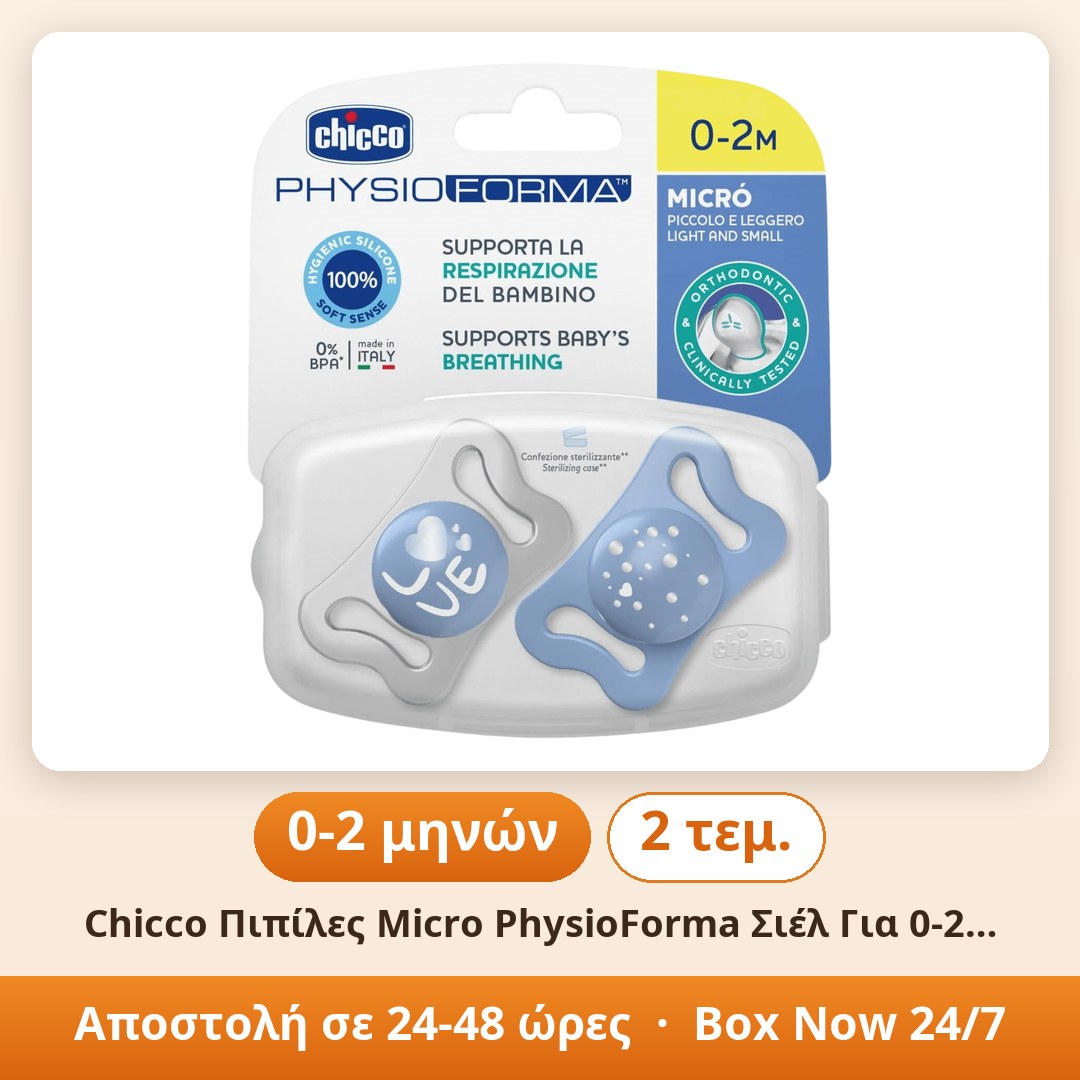 chicco
PHYSIOFORMA™
0-2M
MICRÓ
PICCOLO E LEGGERO
LIGHT AND SMALL
HYGIENIC SILICONE
100%
SOFT SENSE
SUPPORTA LA
RESPIRAZIONE
DEL BAMBINO
SUPPORTS BABY'S
BREATHING
0%
BPA*
made in
ITALY
ORTHODONTIC
& CLINICALLY TESTED &
Confezione sterilizzante**
Sterilizing case**
LOVE
chicco
0-2 μηνών
2 τεμ.
Chicco Πιπίλες Micro PhysioForma Σιέλ Για 0-2...
Αποστολή σε 24-48 ώρες · Box Now 24/7